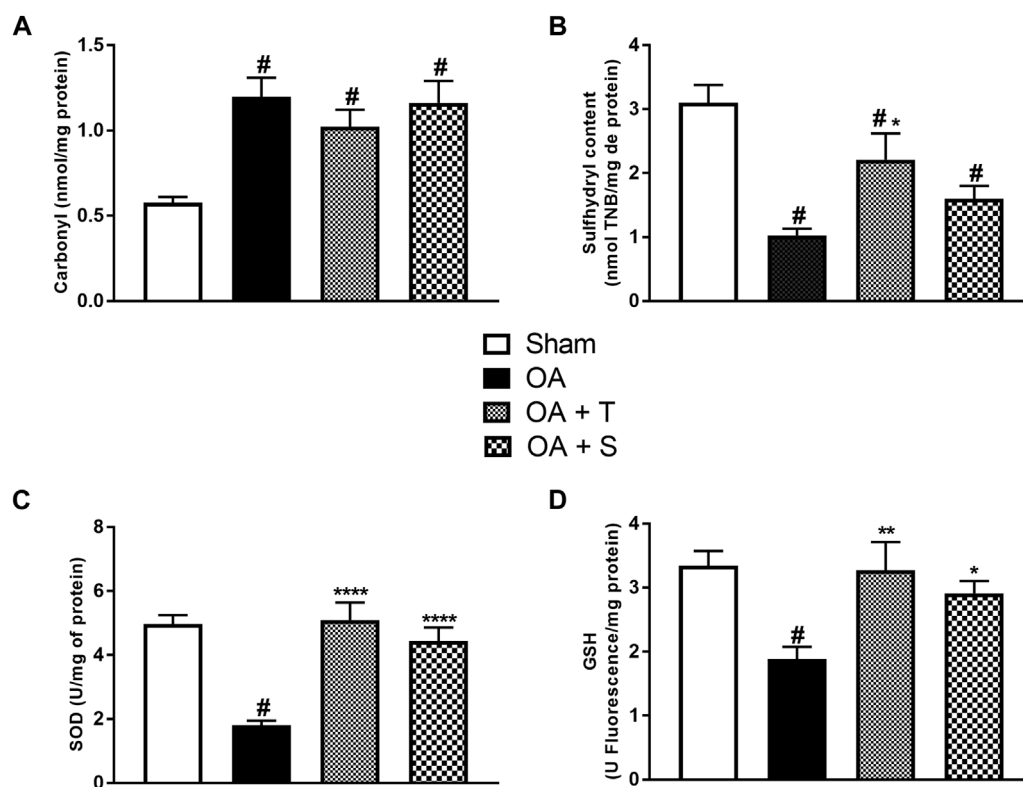 A
Carbonyl (nmol/mg protein)
1.5
1.0
0.5
0.0
#
#
#
B
Sulfhydryl content
(nmol TNB/mg de protein)
4
3
2
1
0
#
# *
#
Sham
OA
OA + T
OA + S
C
SOD (U/mg of protein)
8
6
4
2
0
#
****
****
D
GSH
(U Fluorescence/mg protein)
4
3
2
1
0
#
**
*